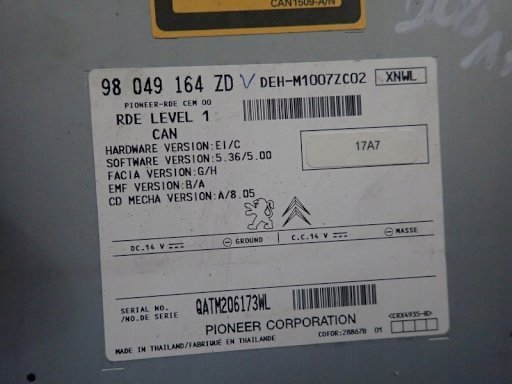 CAN1509-A/N
98 049 164 ZD V DEH-M1007ZC02 XNWL
PIONEER-RDE CEM 00
RDE LEVEL 1
CAN
HARDWARE VERSION:EI/C
SOFTWARE VERSION:5.36/5.00
FACIA VERSION:G/H
EMF VERSION:B/A
CD MECHA VERSION:A/8.05
17A7
DC.14 V GROUND C.C.14 V MASSE
SERIAL NO.
/NO.DE SERIE
QATM206173WL
PIONEER CORPORATION
<CRX4935-B>
MADE IN THAILAND/FABRIQUÉ EN THAILANDE
COFOR:28867B 01